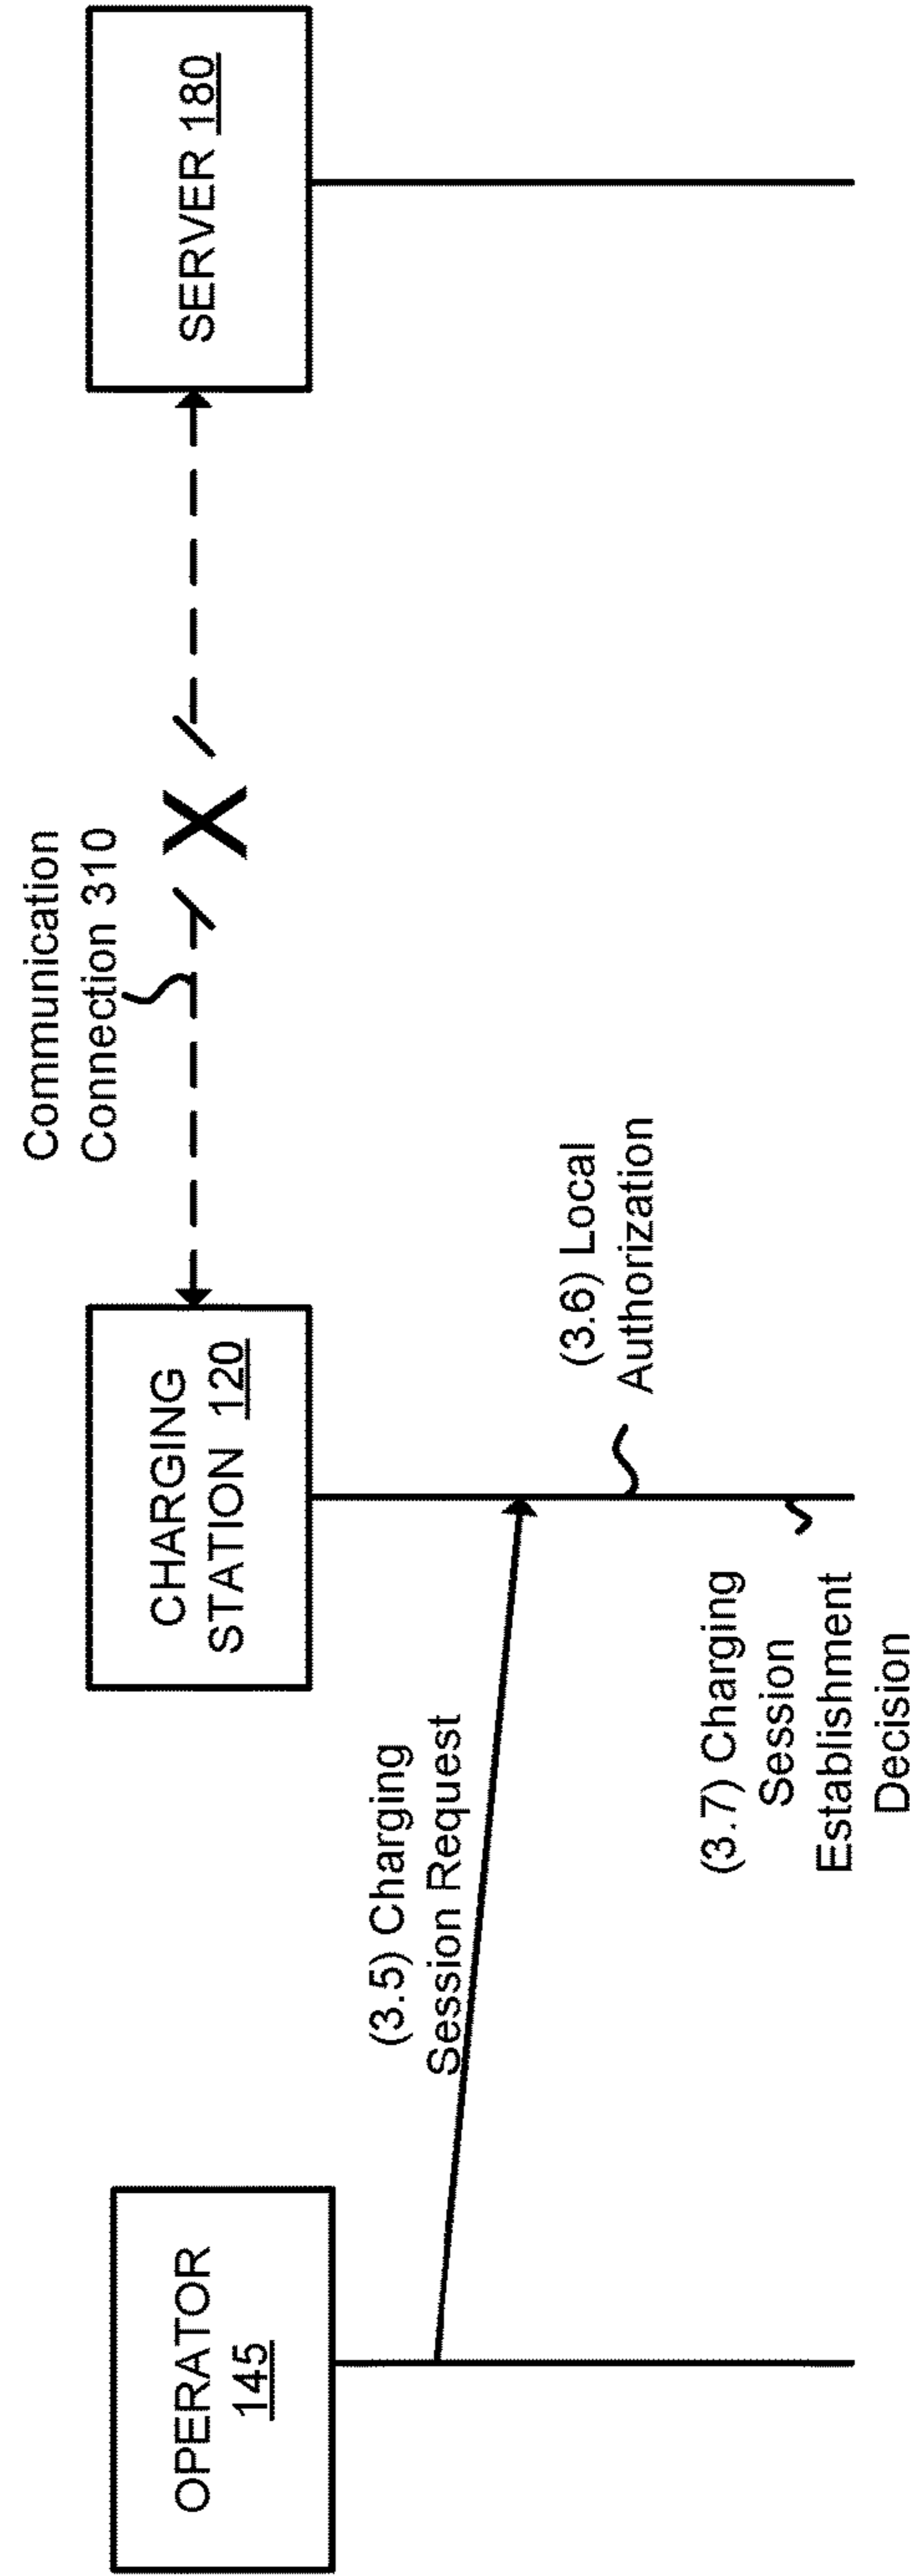 OPERATOR
145
CHARGING
STATION 120
SERVER 180
Communication
Connection 310
X
(3.5) Charging
Session Request
(3.6) Local
Authorization
(3.7) Charging
Session
Establishment
Decision